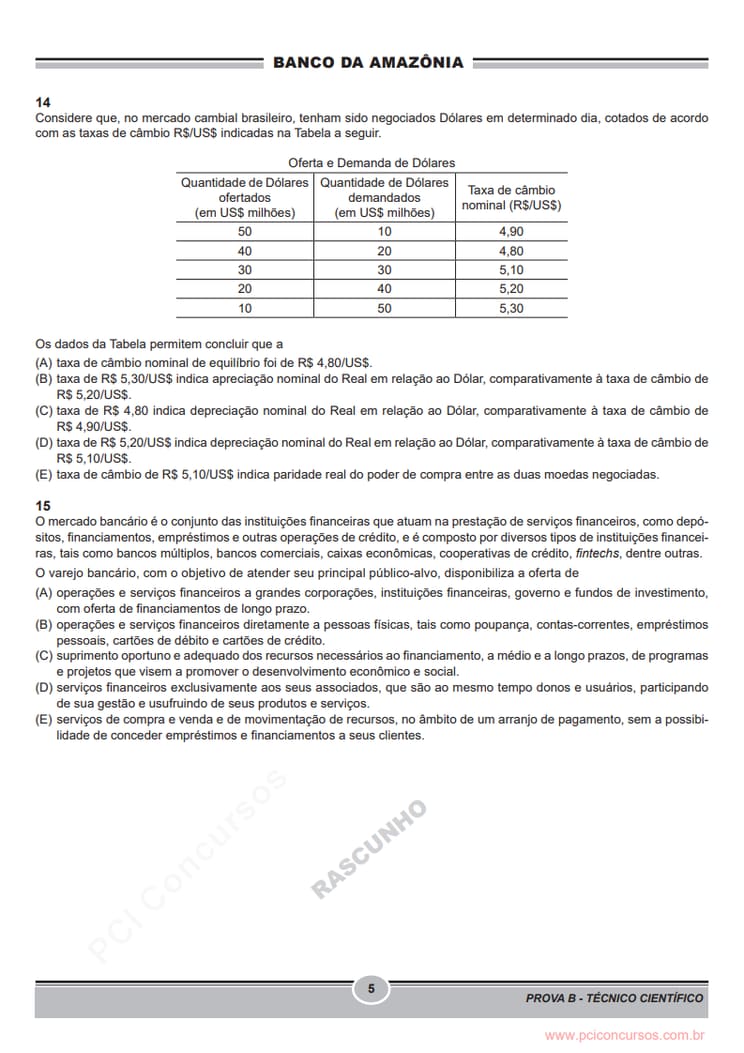 BANCO DA AMAZÔNIA
14
Considere que, no mercado cambial brasileiro, tenham sido negociados Dólares em determinado dia, cotados de acordo
com as taxas de câmbio R$/US$ indicadas na Tabela a seguir.
Oferta e Demanda de Dólares
Quantidade de Dólares ofertados (em US$ milhões) Quantidade de Dólares demandados (em US$ milhões) Taxa de câmbio nominal (R$/US$)
50 10 4,90
40 20 4,80
30 30 5,10
20 40 5,20
10 50 5,30
Os dados da Tabela permitem concluir que a
(A) taxa de câmbio nominal de equilíbrio foi de R$ 4,80/US$.
(B) taxa de R$ 5,30/US$ indica apreciação nominal do Real em relação ao Dólar, comparativamente à taxa de câmbio de
R$ 5,20/US$.
(C) taxa de R$ 4,80 indica depreciação nominal do Real em relação ao Dólar, comparativamente à taxa de câmbio de
R$ 4,90/US$.
(D) taxa de R$ 5,20/US$ indica depreciação nominal do Real em relação ao Dólar, comparativamente à taxa de câmbio de
R$ 5,10/US$.
(E) taxa de câmbio de R$ 5,10/US$ indica paridade real do poder de compra entre as duas moedas negociadas.
15
O mercado bancário é o conjunto das instituições financeiras que atuam na prestação de serviços financeiros, como depó-
sitos, financiamentos, empréstimos e outras operações de crédito, e é composto por diversos tipos de instituições financei-
ras, tais como bancos múltiplos, bancos comerciais, caixas econômicas, cooperativas de crédito, fintechs, dentre outras.
O varejo bancário, com o objetivo de atender seu principal público-alvo, disponibiliza a oferta de
(A) operações e serviços financeiros a grandes corporações, instituições financeiras, governo e fundos de investimento,
com oferta de financiamentos de longo prazo.
(B) operações e serviços financeiros diretamente a pessoas físicas, tais como poupança, contas-correntes, empréstimos
pessoais, cartões de débito e cartões de crédito.
(C) suprimento oportuno e adequado dos recursos necessários ao financiamento, a médio e a longo prazos, de programas
e projetos que visem a promover o desenvolvimento econômico e social.
(D) serviços financeiros exclusivamente aos seus associados, que são ao mesmo tempo donos e usuários, participando
de sua gestão e usufruindo de seus produtos e serviços.
(E) serviços de compra e venda e de movimentação de recursos, no âmbito de um arranjo de pagamento, sem a possibi-
lidade de conceder empréstimos e financiamentos a seus clientes.
PCI Concursos
RASCUNHO
5
PROVA B - TÉCNICO CIENTÍFICO
www.pciconcursos.com.br